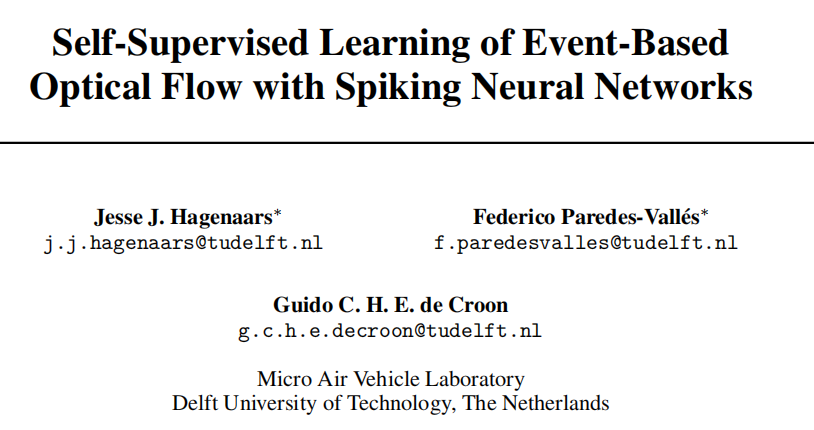 Self-Supervised Learning of Event-Based
Optical Flow with Spiking Neural Networks
Jesse J. Hagenaars* Federico Paredes-Vallés*
j.j.hagenaars@tudelft.nl f.paredesvalles@tudelft.nl
Guido C. H. E. de Croon
g.c.h.e.decroon@tudelft.nl
Micro Air Vehicle Laboratory
Delft University of Technology, The Netherlands